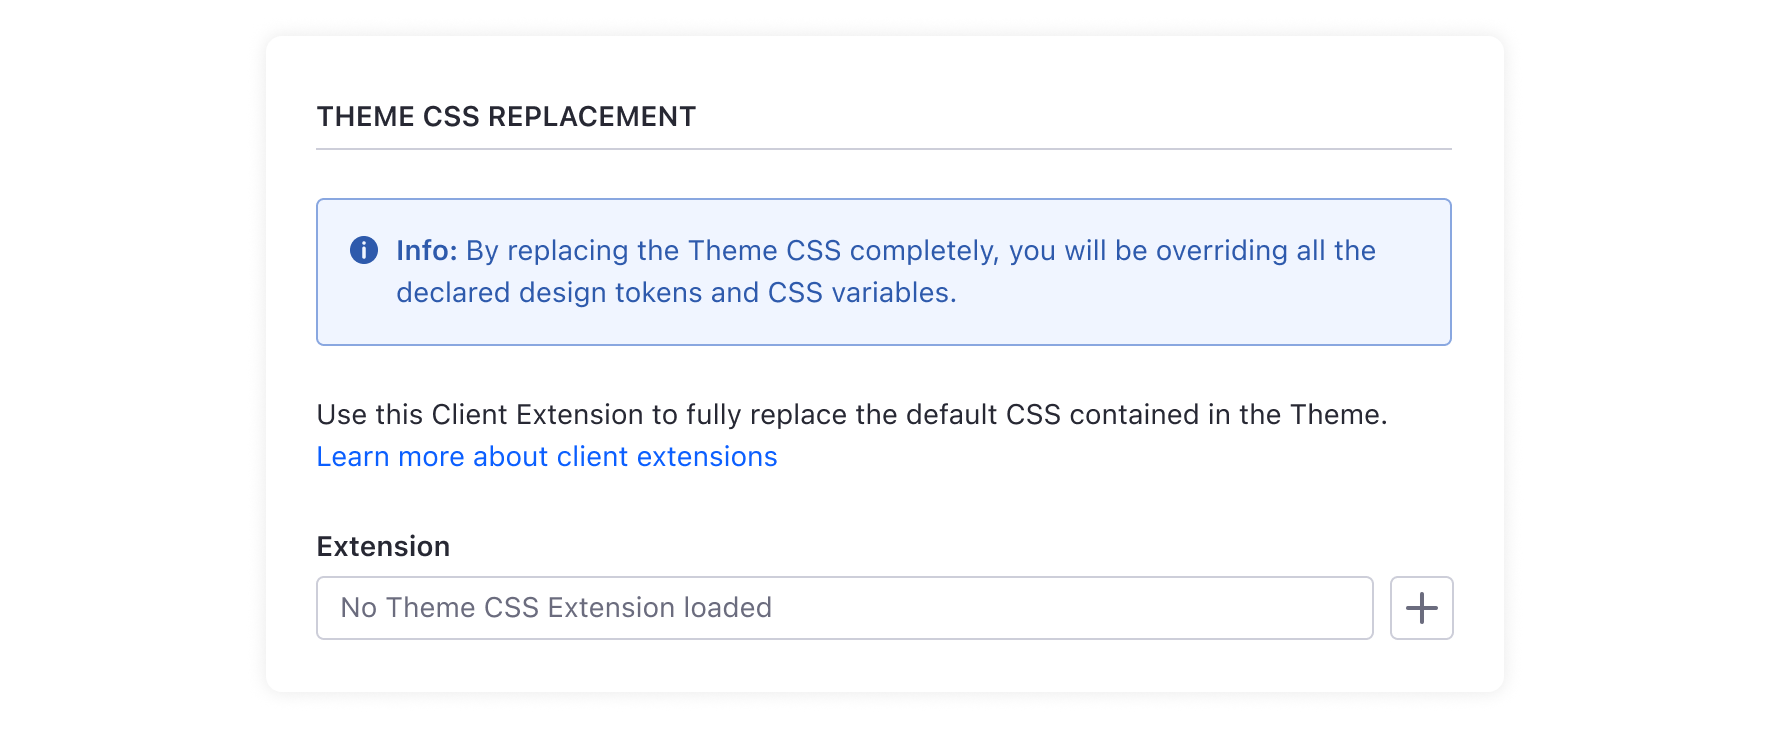 THEME CSS REPLACEMENT
Info: By replacing the Theme CSS completely, you will be overriding all the
declared design tokens and CSS variables.
Use this Client Extension to fully replace the default CSS contained in the Theme.
Learn more about client extensions
Extension
No Theme CSS Extension loaded